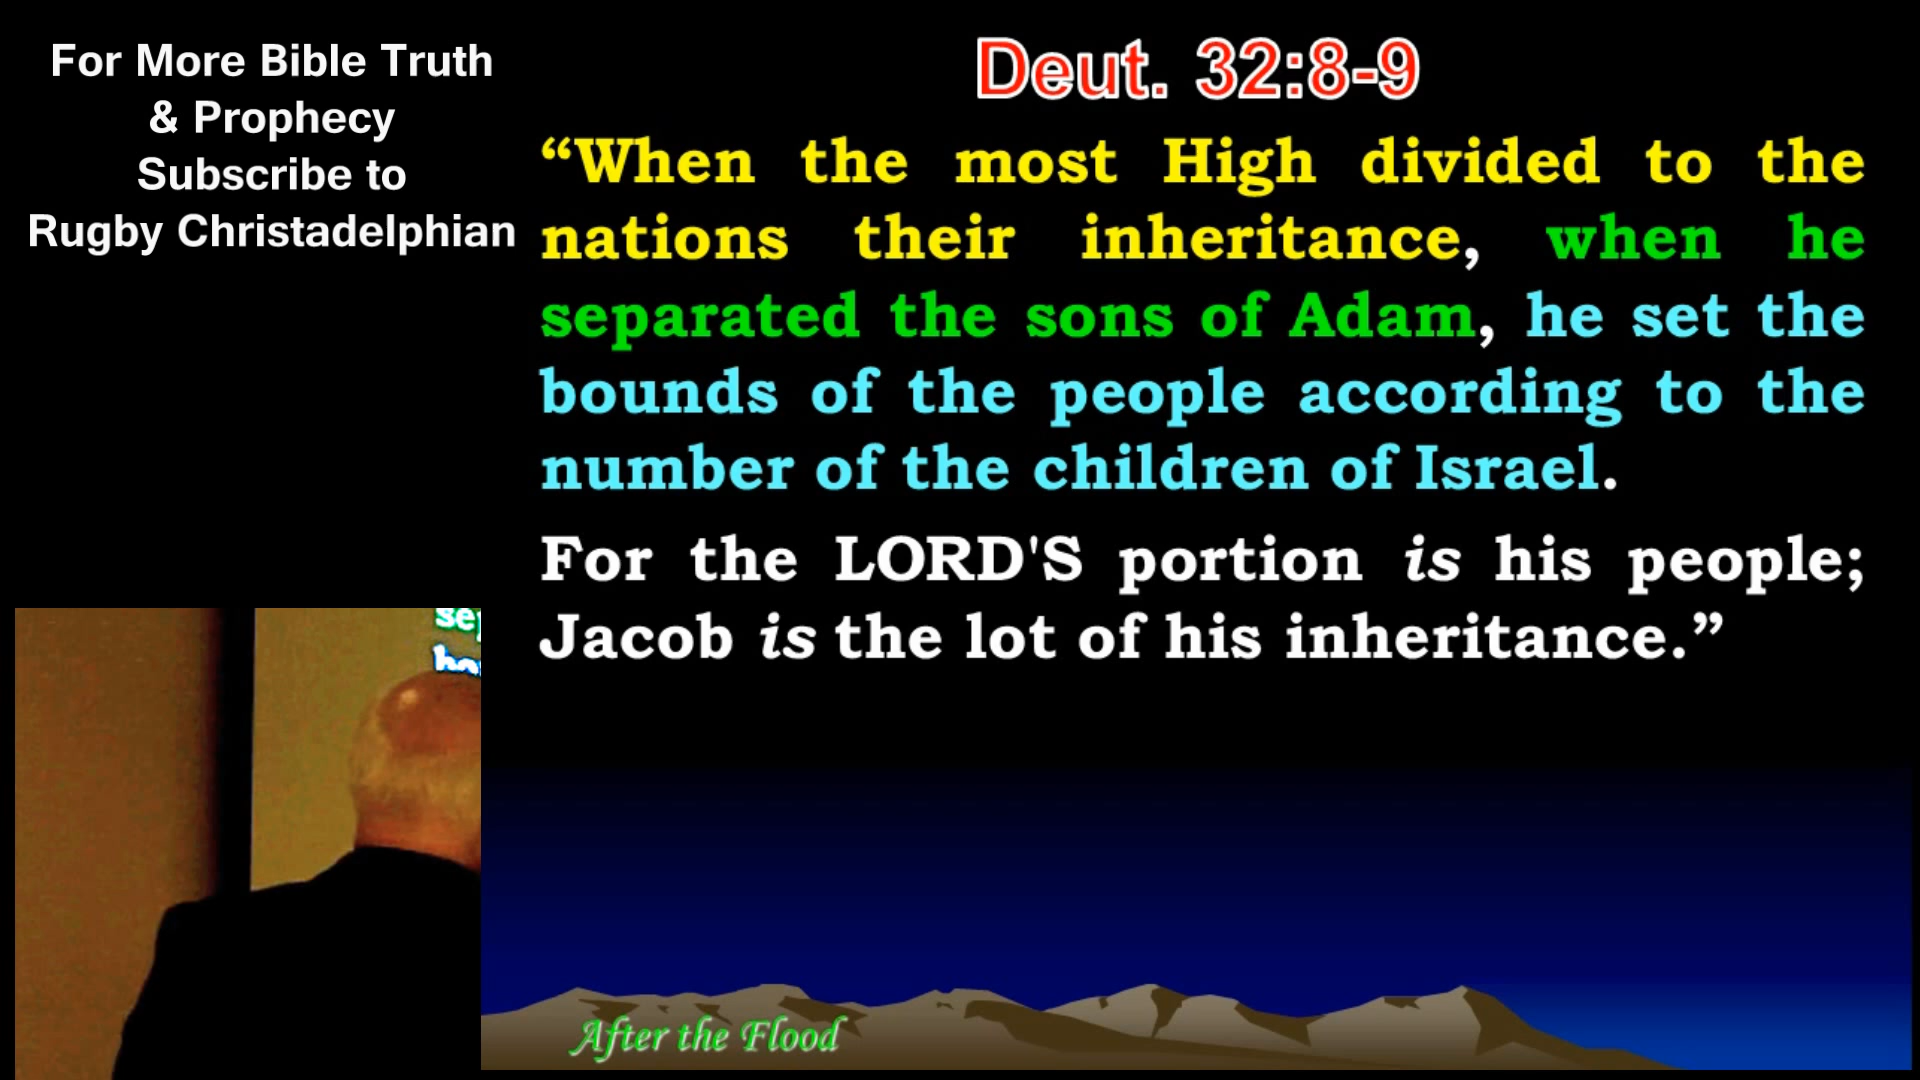 For More Bible Truth
& Prophecy
Subscribe to
Rugby Christadelphian
Deut. 32:8-9
“When the most High divided to the
nations their inheritance, when he
separated the sons of Adam, he set the
bounds of the people according to the
number of the children of Israel.
For the LORD'S portion is his people;
Jacob is the lot of his inheritance.”
After the Flood